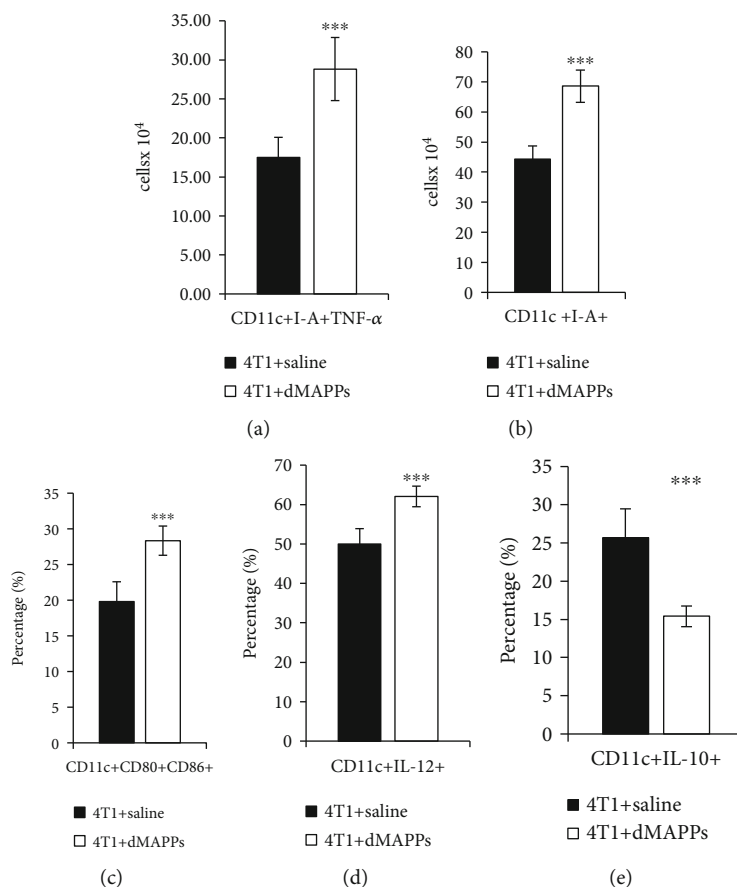 35.00
30.00
25.00
20.00
15.00
10.00
5.00
0.00
cellsx 10⁴
***
CD11c+I-A+TNF-α
4T1+saline
4T1+dMAPPs
(a)
80
70
60
50
40
30
20
10
0
cellsx 10⁴
***
CD11c +I-A+
4T1+saline
4T1+dMAPPs
(b)
35
30
25
20
15
10
5
0
Percentage (%)
***
CD11c+CD80+CD86+
4T1+saline
4T1+dMAPPs
(c)
70
60
50
40
30
20
10
0
Percentage (%)
***
CD11c+IL-12+
4T1+saline
4T1+dMAPPs
(d)
35
30
25
20
15
10
5
0
Percentage (%)
***
CD11c+IL-10+
4T1+saline
4T1+dMAPPs
(e)